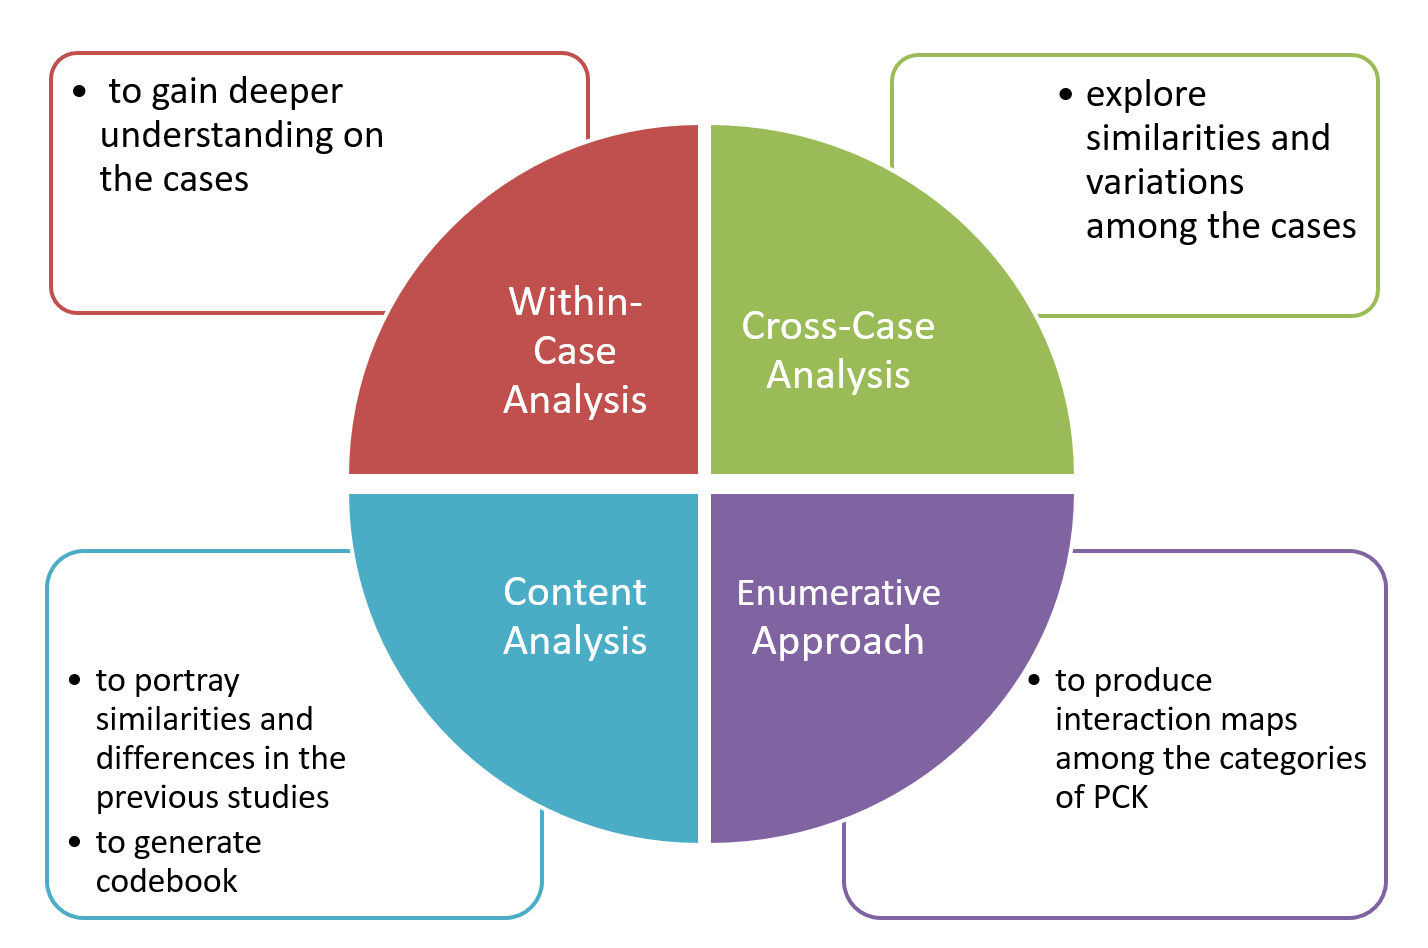 • to gain deeper
understanding on
the cases
• explore
similarities and
variations
among the cases
Within-
Case
Analysis
Cross-Case
Analysis
Content
Analysis
Enumerative
Approach
• to portray
similarities and
differences in the
previous studies
• to generate
codebook
• to produce
interaction maps
among the categories
of PCK